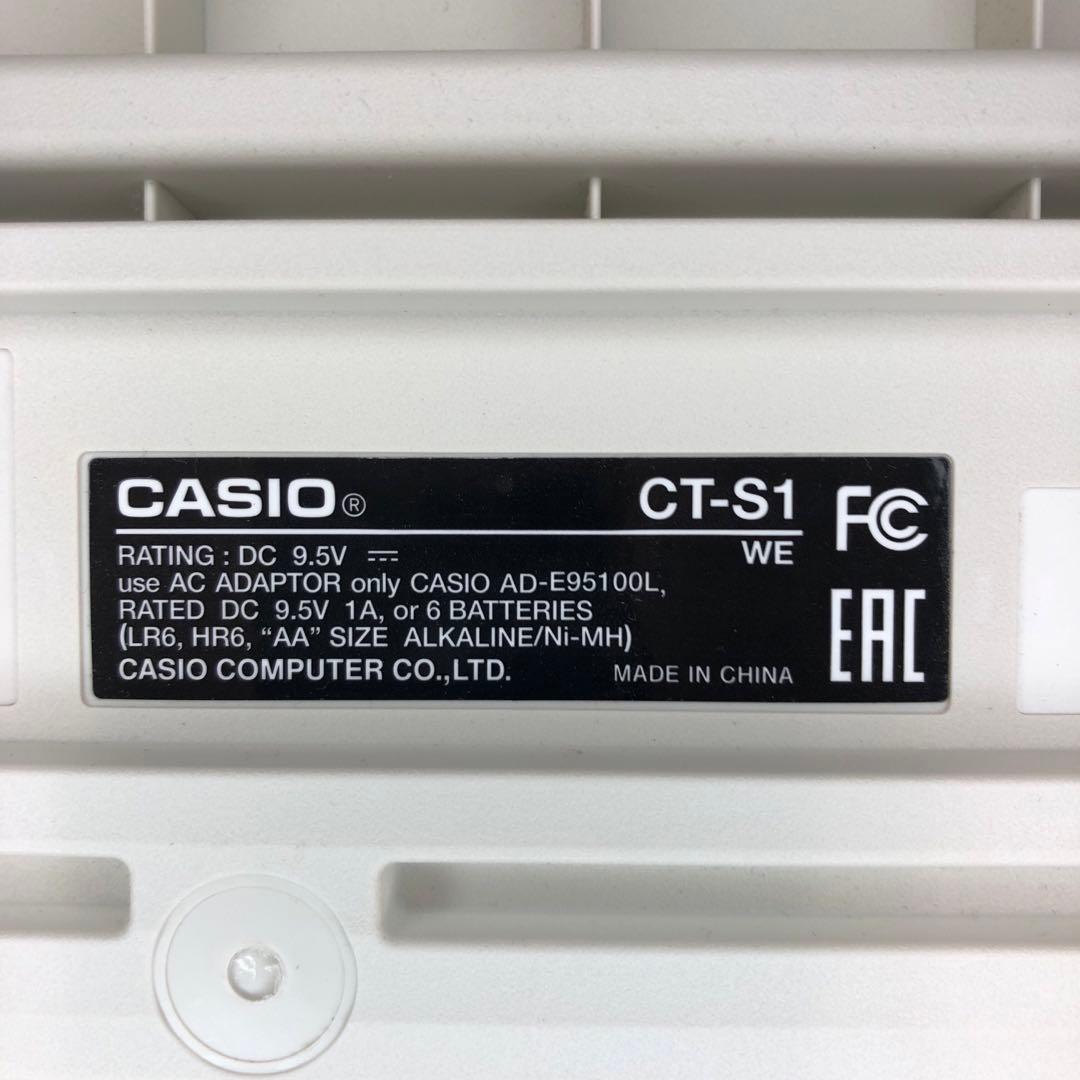 CASIO® CT-S1
WE
RATING : DC 9.5V ⎓
use AC ADAPTOR only CASIO AD-E95100L,
RATED DC 9.5V 1A, or 6 BATTERIES
(LR6, HR6, “AA” SIZE ALKALINE/Ni-MH)
CASIO COMPUTER CO.,LTD. MADE IN CHINA
FC
EAC